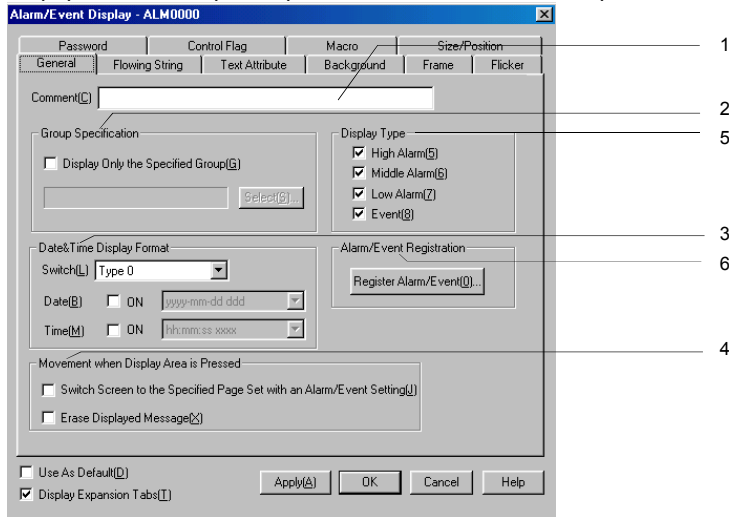 Alarm/Event Display - ALM0000
Password Control Flag Macro Size/Position
General Flowing String Text Attribute Background Frame Flicker
1
Comment(C)
2
Group Specification
Display Only the Specified Group(G)
Select(S)...
Display Type
5
High Alarm(5)
Middle Alarm(6)
Low Alarm(7)
Event(8)
3
Date&Time Display Format
Switch(L) Type 0
Date(B) ON yyyy-mm-dd ddd
Time(M) ON hh:mm:ss xxxx
Alarm/Event Registration
6
Register Alarm/Event(O)...
4
Movement when Display Area is Pressed
Switch Screen to the Specified Page Set with an Alarm/Event Setting(J)
Erase Displayed Message(X)
Use As Default(D)
Display Expansion Tabs(T)
Apply(A) OK Cancel Help